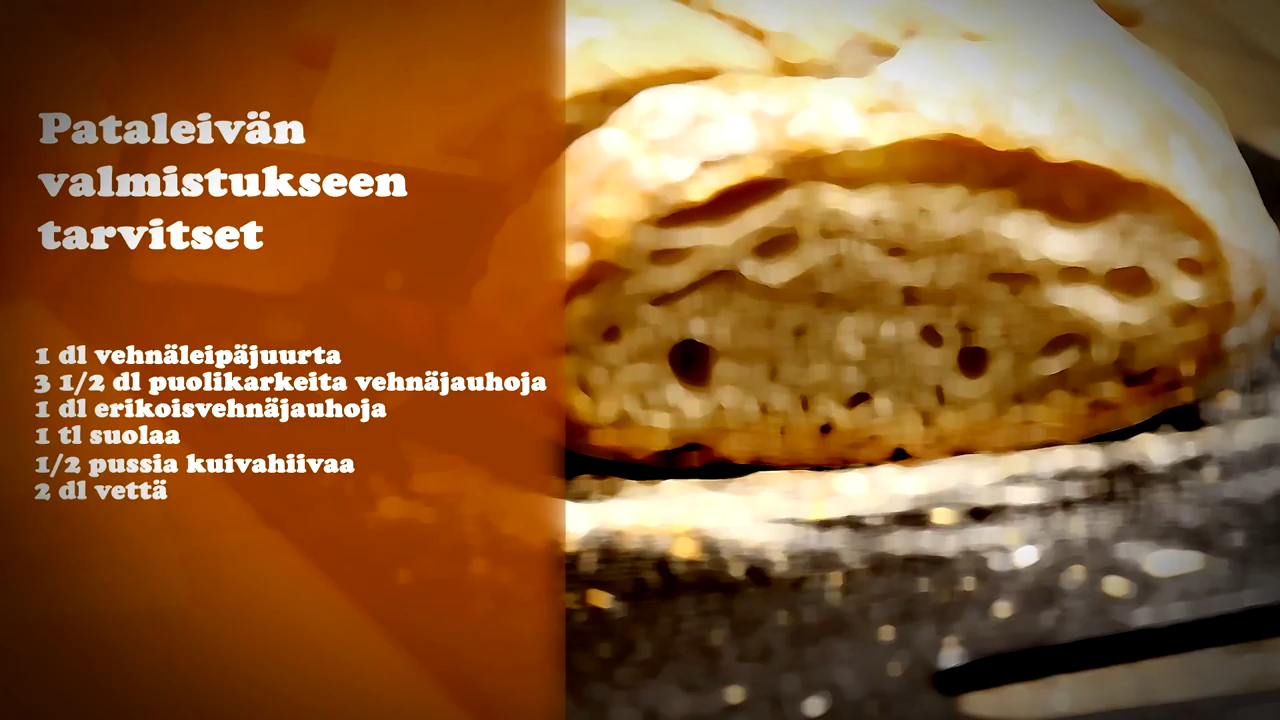 Pataleivän
valmistukseen
tarvitset
1 dl vehnäleipäjuurta
3 1/2 dl puolikarkeita vehnäjauhoja
1 dl erikoisvehnäjauhoja
1 tl suolaa
1/2 pussia kuivahiivaa
2 dl vettä